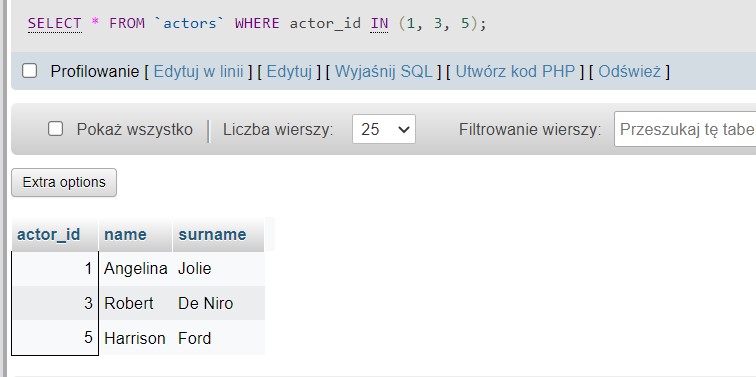 SELECT * FROM `actors` WHERE actor_id IN (1, 3, 5);
Profilowanie [ Edytuj w linii ] [ Edytuj ] [ Wyjaśnij SQL ] [ Utwórz kod PHP ] [ Odśwież ]
Pokaż wszystko | Liczba wierszy: 25 Filtrowanie wierszy: Przeszukaj tę tabe
Extra options
actor_id name surname
1 Angelina Jolie
3 Robert De Niro
5 Harrison Ford